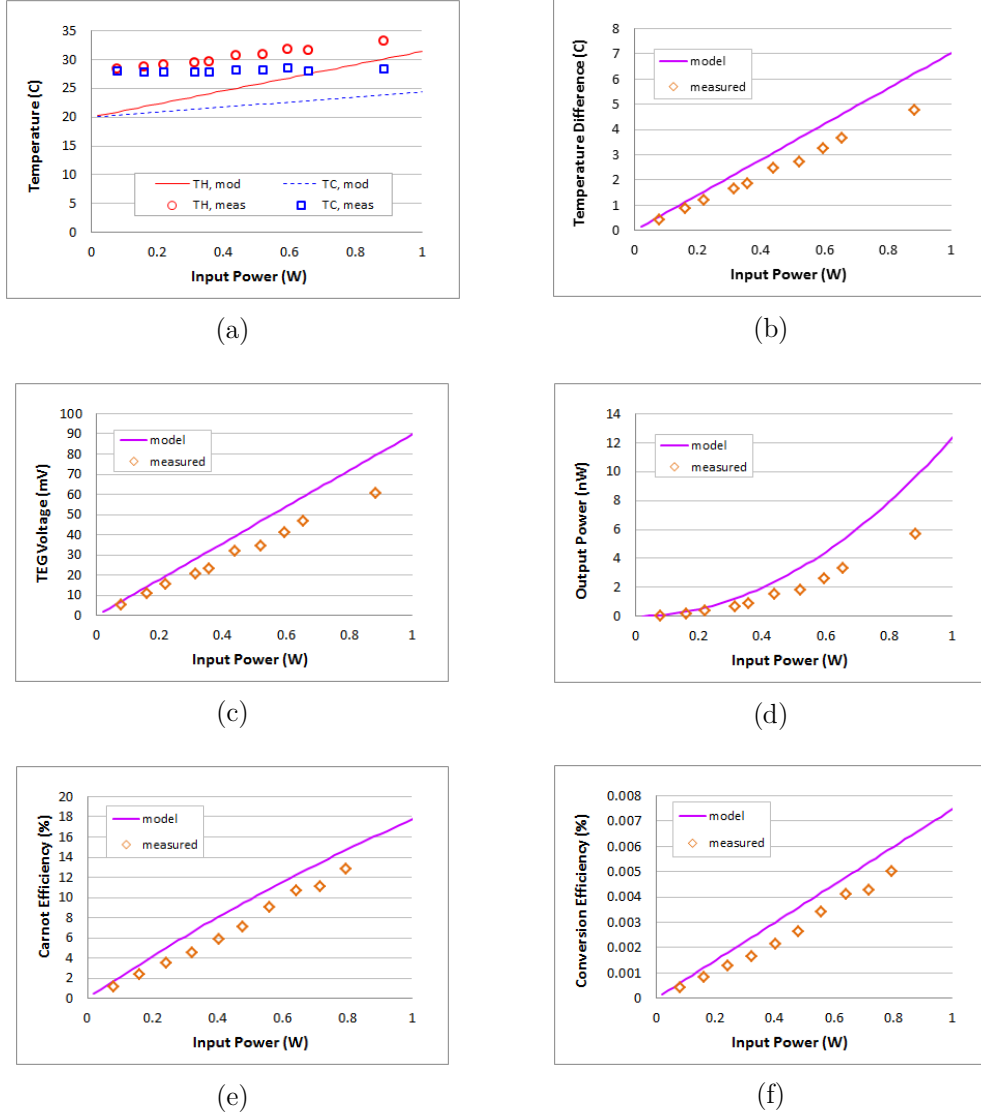 35
30
25
20
15
10
5
0
Temperature (C)
TH, mod
TC, mod
TH, meas
TC, meas
0 0.2 0.4 0.6 0.8 1
Input Power (W)
(a)
8
7
6
5
4
3
2
1
0
Temperature Difference (C)
model
measured
0 0.2 0.4 0.6 0.8 1
Input Power (W)
(b)
100
90
80
70
60
50
40
30
20
10
0
TEG Voltage (mV)
model
measured
0 0.2 0.4 0.6 0.8 1
Input Power (W)
(c)
14
12
10
8
6
4
2
0
Output Power (nW)
model
measured
0 0.2 0.4 0.6 0.8 1
Input Power (W)
(d)
20
18
16
14
12
10
8
6
4
2
0
Carnot Efficiency (%)
model
measured
0 0.2 0.4 0.6 0.8 1
Input Power (W)
(e)
0.008
0.007
0.006
0.005
0.004
0.003
0.002
0.001
0
Conversion Efficiency (%)
model
measured
0 0.2 0.4 0.6 0.8 1
Input Power (W)
(f)